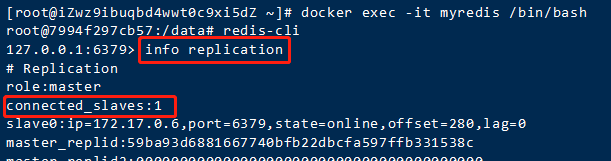 [root@iZwz9ibuqbd4wwt0c9xi5dZ ~]# docker exec -it myredis /bin/bash
root@7994f297cb57:/data# redis-cli
127.0.0.1:6379> info replication
# Replication
role:master
connected_slaves:1
slave0:ip=172.17.0.6,port=6379,state=online,offset=280,lag=0
master_replid:59ba93d6881667740bfb22dbcfa597ffb331538c